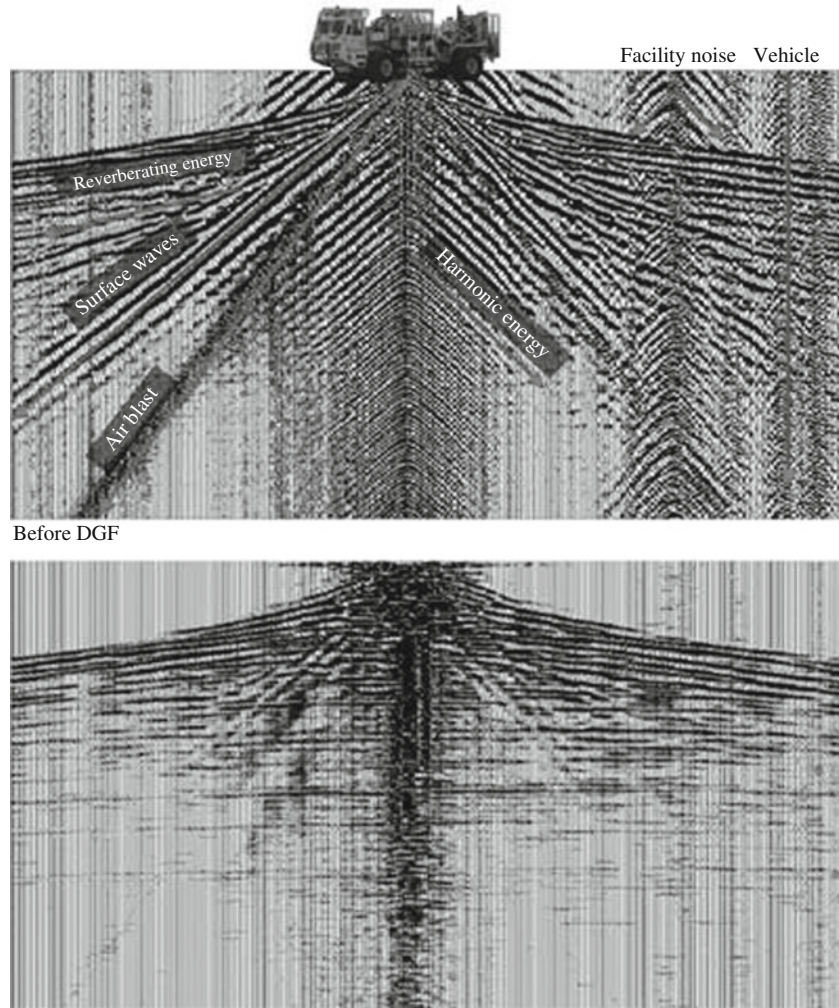 Facility noise Vehicle
Reverberating energy
Surface waves
Harmonic energy
Air blast
Before DGF